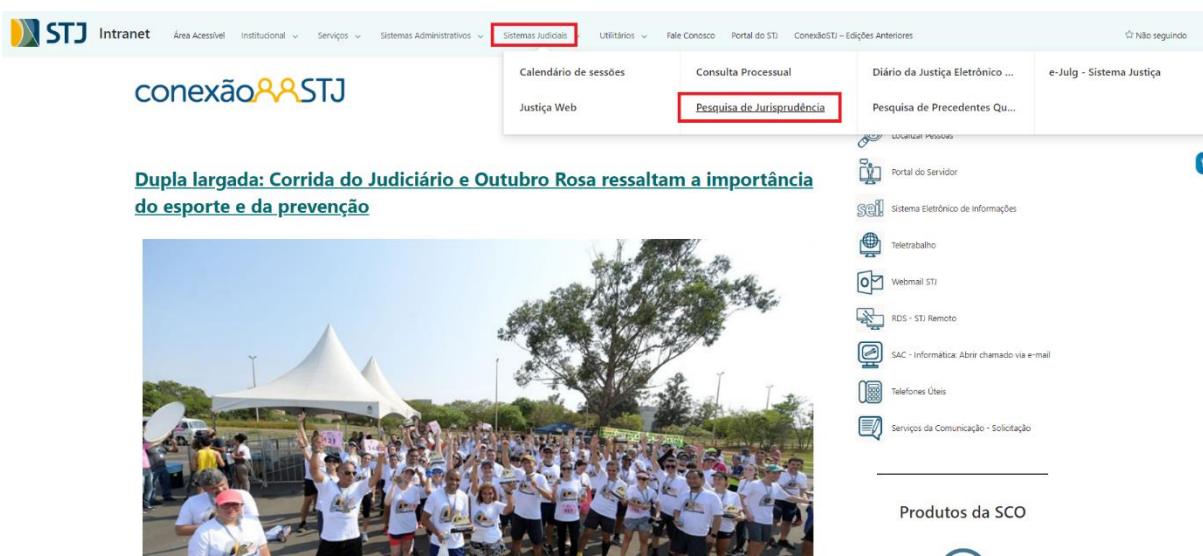 STJ Intranet Área Acessível Institucional Serviços Sistemas Administrativos Sistemas Judiciais Utilitários Fale Conosco Portal do STJ ConexãoSTJ – Edições Anteriores Não seguindo
Calendário de sessões Consulta Processual Diário da Justiça Eletrônico ... e-Julg - Sistema Justiça
Justiça Web Pesquisa de Jurisprudência Pesquisa de Precedentes Qu...
conexão STJ
Localizar Pessoas
Portal do Servidor
Dupla largada: Corrida do Judiciário e Outubro Rosa ressaltam a importância
do esporte e da prevenção
sei! Sistema Eletrônico de Informações
Teletrabalho
Webmail STJ
RDS - STJ Remoto
SAC - Informática: Abrir chamado via e-mail
Telefones Úteis
Serviços da Comunicação - Solicitação
Produtos da SCO